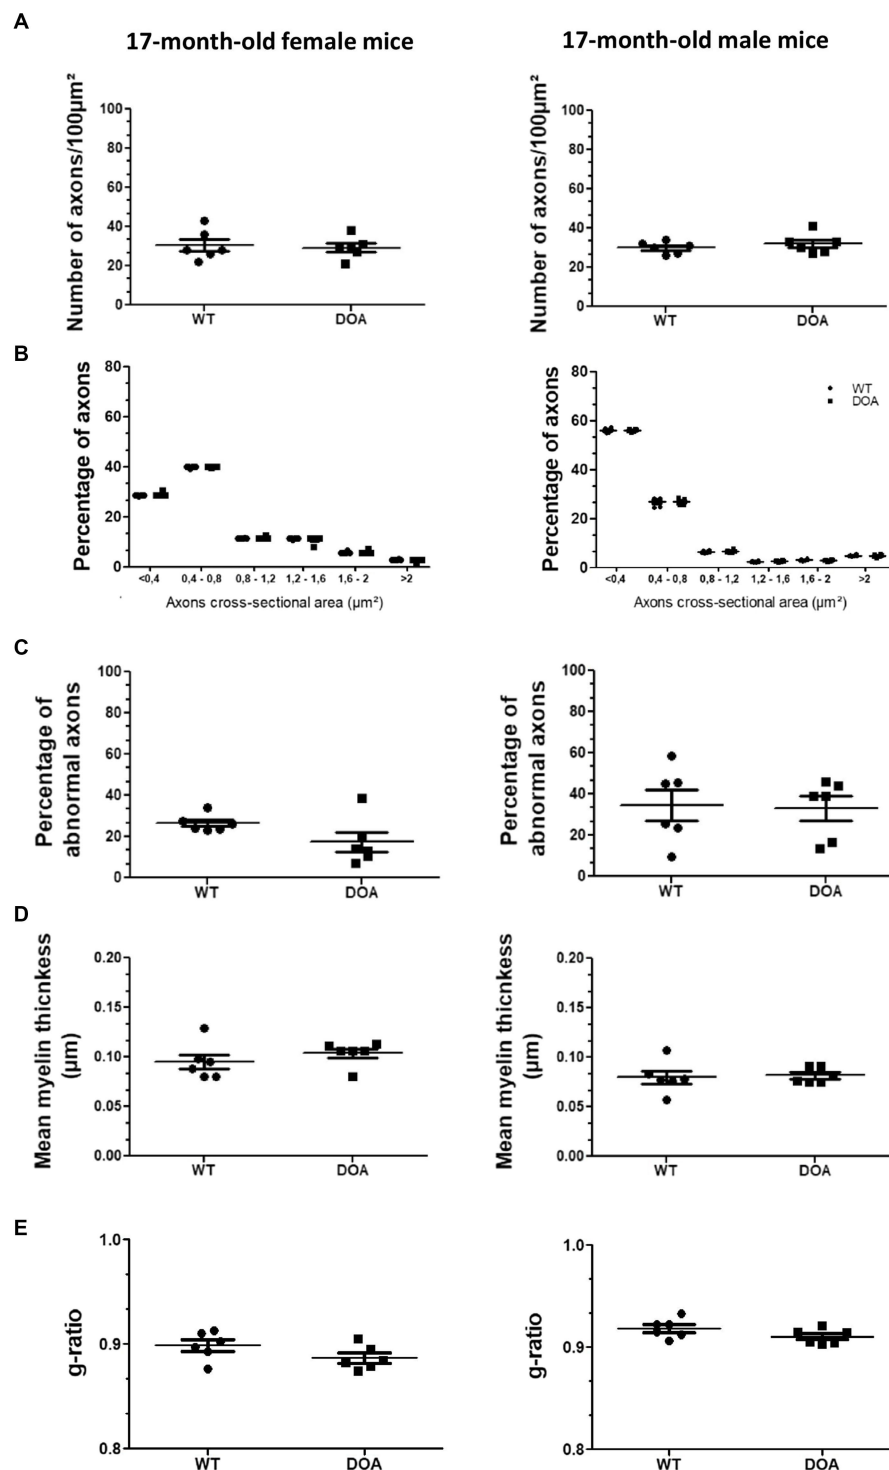 A
17-month-old female mice
17-month-old male mice
Number of axons/100µm²
100
80
60
40
20
0
WT
DOA
Number of axons/100µm²
100
80
60
40
20
0
WT
DOA
B
Percentage of axons
80
60
40
20
0
<0,4
0,4 - 0,8
0,8 - 1,2
1,2 - 1,6
1,6 - 2
>2
Axons cross-sectional area (µm²)
Percentage of axons
80
60
40
20
0
WT
DOA
<0,4
0,4 - 0,8
0,8 - 1,2
1,2 - 1,6
1,6 - 2
>2
Axons cross-sectional area (µm²)
C
Percentage of
abnormal axons
100
80
60
40
20
0
WT
DOA
Percentage of
abnormal axons
100
80
60
40
20
0
WT
DOA
D
Mean myelin thicnkess
(µm)
0.20
0.15
0.10
0.05
0.00
WT
DOA
Mean myelin thicnkess
(µm)
0.20
0.15
0.10
0.05
0.00
WT
DOA
E
g-ratio
1.0
0.9
0.8
WT
DOA
g-ratio
1.0
0.9
0.8
WT
DOA